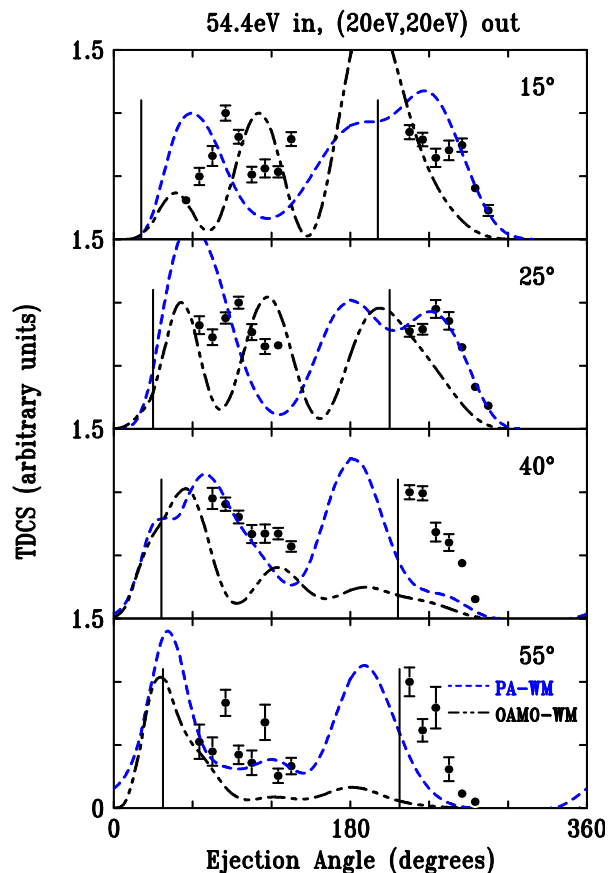 54.4eV in, (20eV,20eV) out
1.5
15°
1.5
25°
1.5
40°
1.5
55°
PA-WM
OAMO-WM
0
0 180 360
Ejection Angle (degrees)
TDCS (arbitrary units)